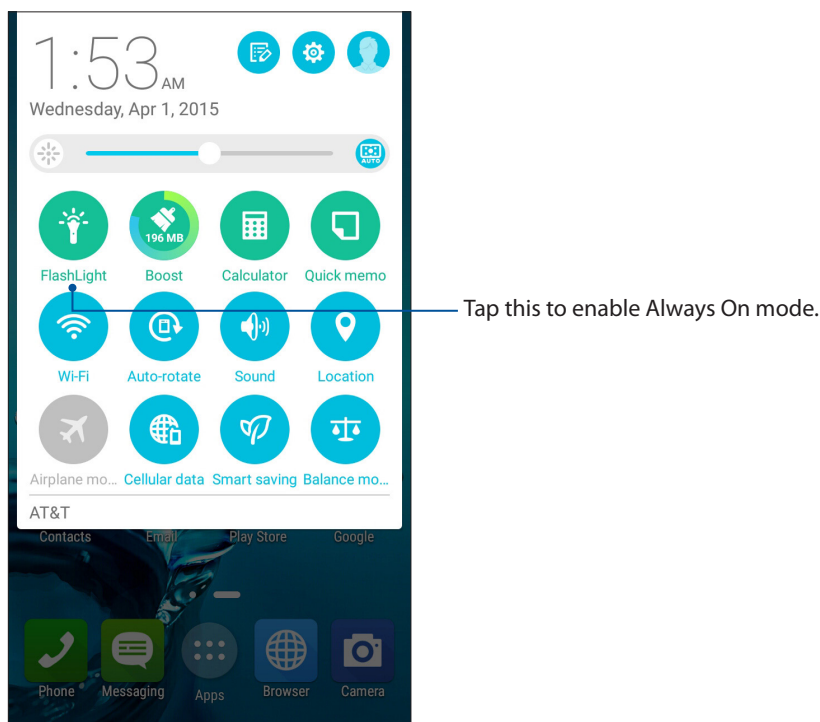 1:53 AM
Wednesday, Apr 1, 2015
AUTO
196 MB
FlashLight Boost Calculator Quick memo
Tap this to enable Always On mode.
Wi-Fi Auto-rotate Sound Location
Airplane mo... Cellular data Smart saving Balance mo...
AT&T
Contacts Email Play Store Google
Phone Messaging Apps Browser Camera